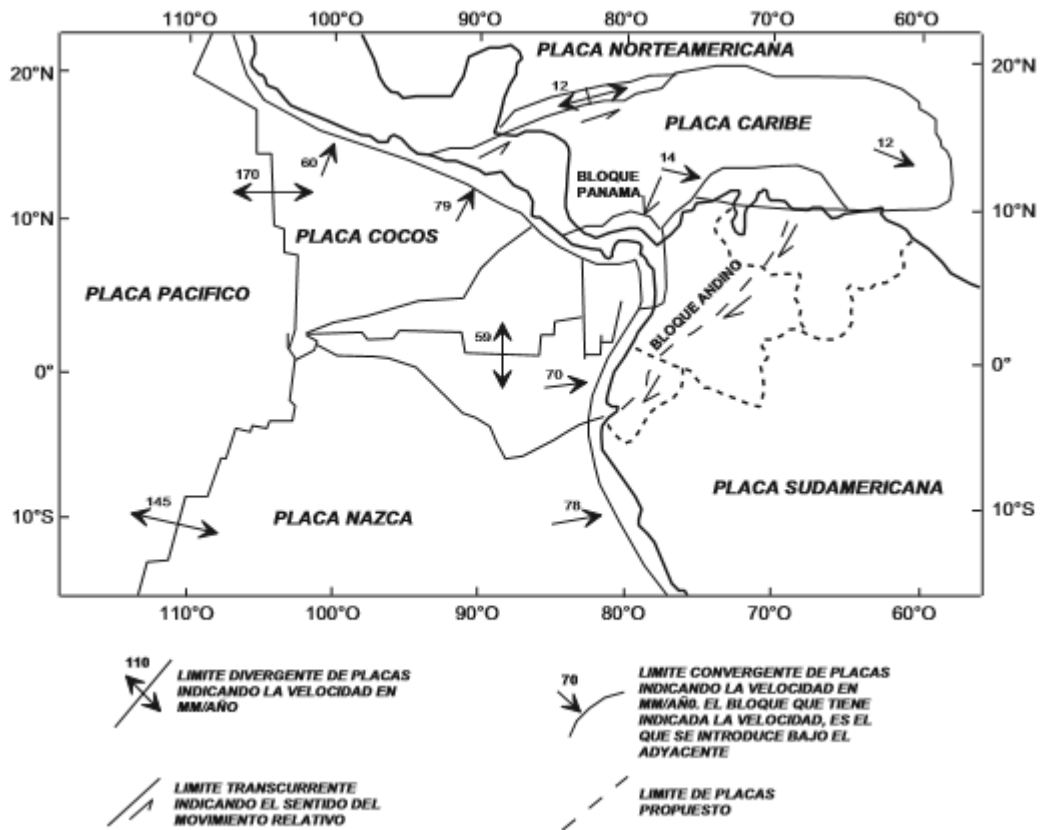 110°O 100°O 90°O 80°O 70°O 60°O
PLACA NORTEAMERICANA
20°N
20°N
12
PLACA CARIBE
12
60
14
170
BLOQUE
PANAMA
79
10°N
10°N
PLACA COCOS
PLACA PACIFICO
BLOQUE ANDINO
59
0°
0°
70
PLACA SUDAMERICANA
145
78
PLACA NAZCA
10°S
10°S
110°O 100°O 90°O 80°O 70°O 60°O
110
LIMITE DIVERGENTE DE PLACAS
INDICANDO LA VELOCIDAD EN
MM/AÑO
70
LIMITE CONVERGENTE DE PLACAS
INDICANDO LA VELOCIDAD EN
MM/AÑ0. EL BLOQUE QUE TIENE
INDICADA LA VELOCIDAD, ES EL
QUE SE INTRODUCE BAJO EL
ADYACENTE
LIMITE TRANSCURRENTE
INDICANDO EL SENTIDO DEL
MOVIMIENTO RELATIVO
LIMITE DE PLACAS
PROPUESTO